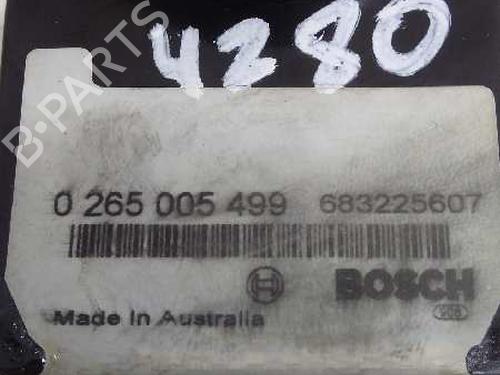 4280
B·PARTS
0 265 005 499 683225607
BOSCH
Made In Australia